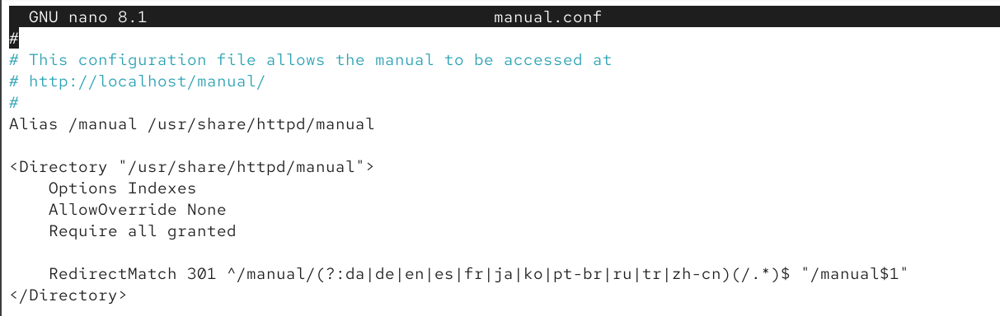 GNU nano 8.1 manual.conf
#
# This configuration file allows the manual to be accessed at
# http://localhost/manual/
#
Alias /manual /usr/share/httpd/manual
<Directory "/usr/share/httpd/manual">
Options Indexes
AllowOverride None
Require all granted
RedirectMatch 301 ^/manual/(?:da|de|en|es|fr|ja|ko|pt-br|ru|tr|zh-cn)(/.*)$ "/manual$1"
</Directory>